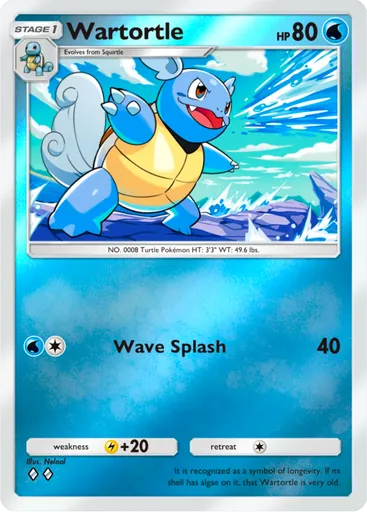 STAGE 1
Wartortle
HP 80
Evolves from Squirtle
NO. 0008 Turtle Pokémon HT: 3'3" WT: 49.6 lbs.
Wave Splash 40
weakness +20 retreat
Illus. Nelnal
It is recognized as a symbol of longevity. If its
shell has algae on it, that Wartortle is very old.